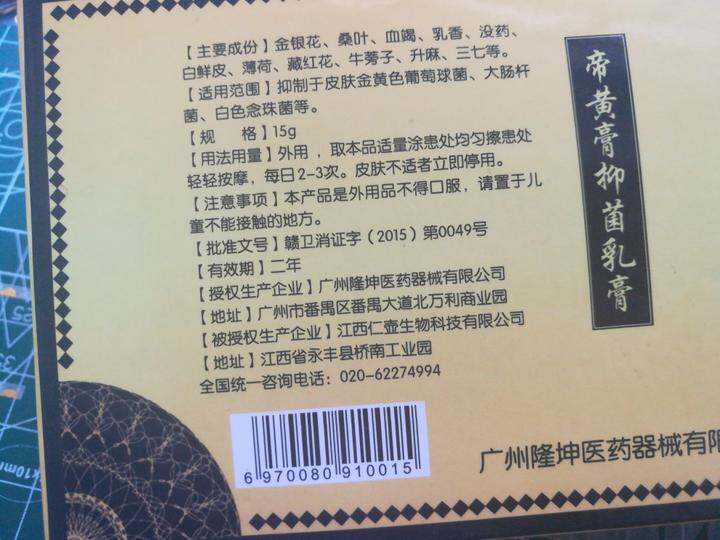 【主要成份】金银花、桑叶、血竭、乳香、没药、
白鲜皮、薄荷、藏红花、牛蒡子、升麻、三七等。
【适用范围】抑制于皮肤金黄色葡萄球菌、大肠杆
菌、白色念珠菌等。
【规　　格】15g
【用法用量】外用，取本品适量涂患处均匀擦患处
轻轻按摩，每日2-3次。皮肤不适者立即停用。
【注意事项】本产品是外用品不得口服，请置于儿
童不能接触的地方。
【批准文号】赣卫消证字（2015）第0049号
【有效期】二年
【授权生产企业】广州隆坤医药器械有限公司
【地址】广州市番禺区番禺大道北万利商业园
【被授权生产企业】江西仁壶生物科技有限公司
【地址】江西省永丰县桥南工业园
全国统一咨询电话：020-62274994
6 970080 910015
帝黄膏抑菌乳膏
广州隆坤医药器械有限